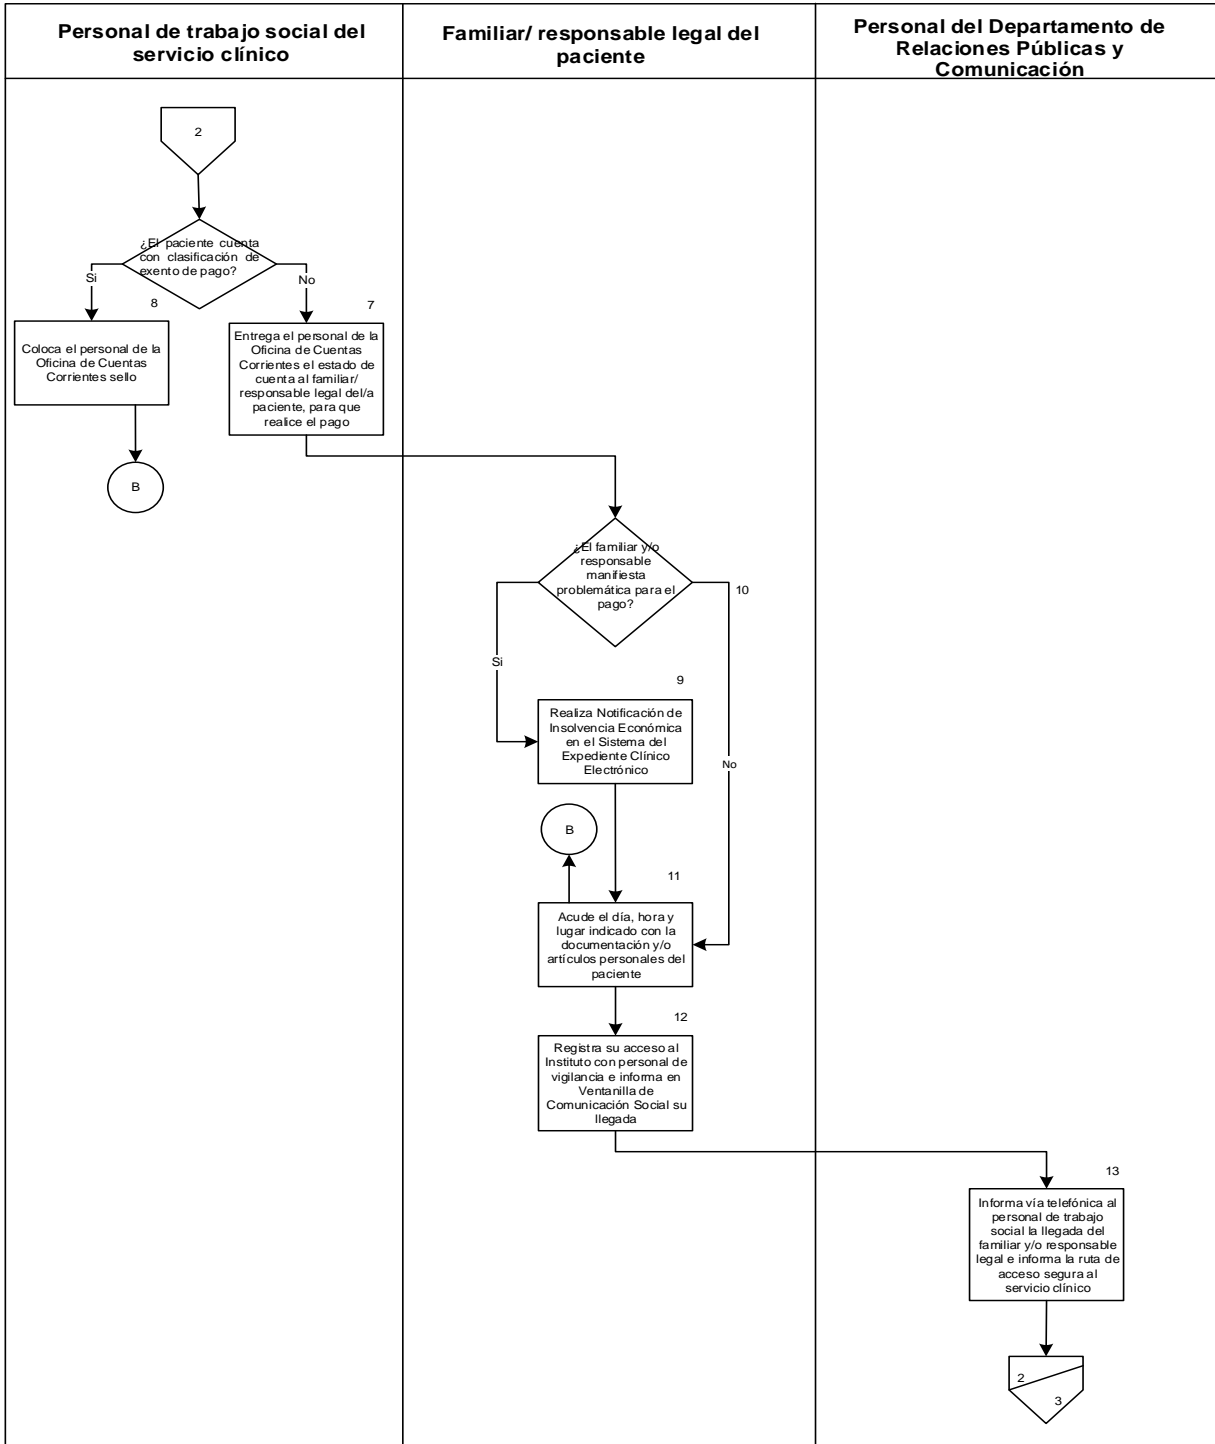 Personal de trabajo social del
servicio clínico
Familiar/ responsable legal del
paciente
Personal del Departamento de
Relaciones Públicas y
Comunicación
2
¿El paciente cuenta
con clasificación de
exento de pago?
Si
No
8
7
Coloca el personal de la
Oficina de Cuentas
Corrientes sello
Entrega el personal de la
Oficina de Cuentas
Corrientes el estado de
cuenta al familiar/
responsable legal del/a
paciente, para que
realice el pago
B
¿El familiar y/o
responsable
manifiesta
problemática para el
pago?
10
Si
9
Realiza Notificación de
Insolvencia Económica
en el Sistema del
Expediente Clínico
Electrónico
No
B
11
Acude el día, hora y
lugar indicado con la
documentación y/o
artículos personales del
paciente
12
Registra su acceso al
Instituto con personal de
vigilancia e informa en
Ventanilla de
Comunicación Social su
llegada
13
Informa vía telefónica al
personal de trabajo
social la llegada del
familiar y/o responsable
legal e informa la ruta de
acceso segura al
servicio clínico
2
3